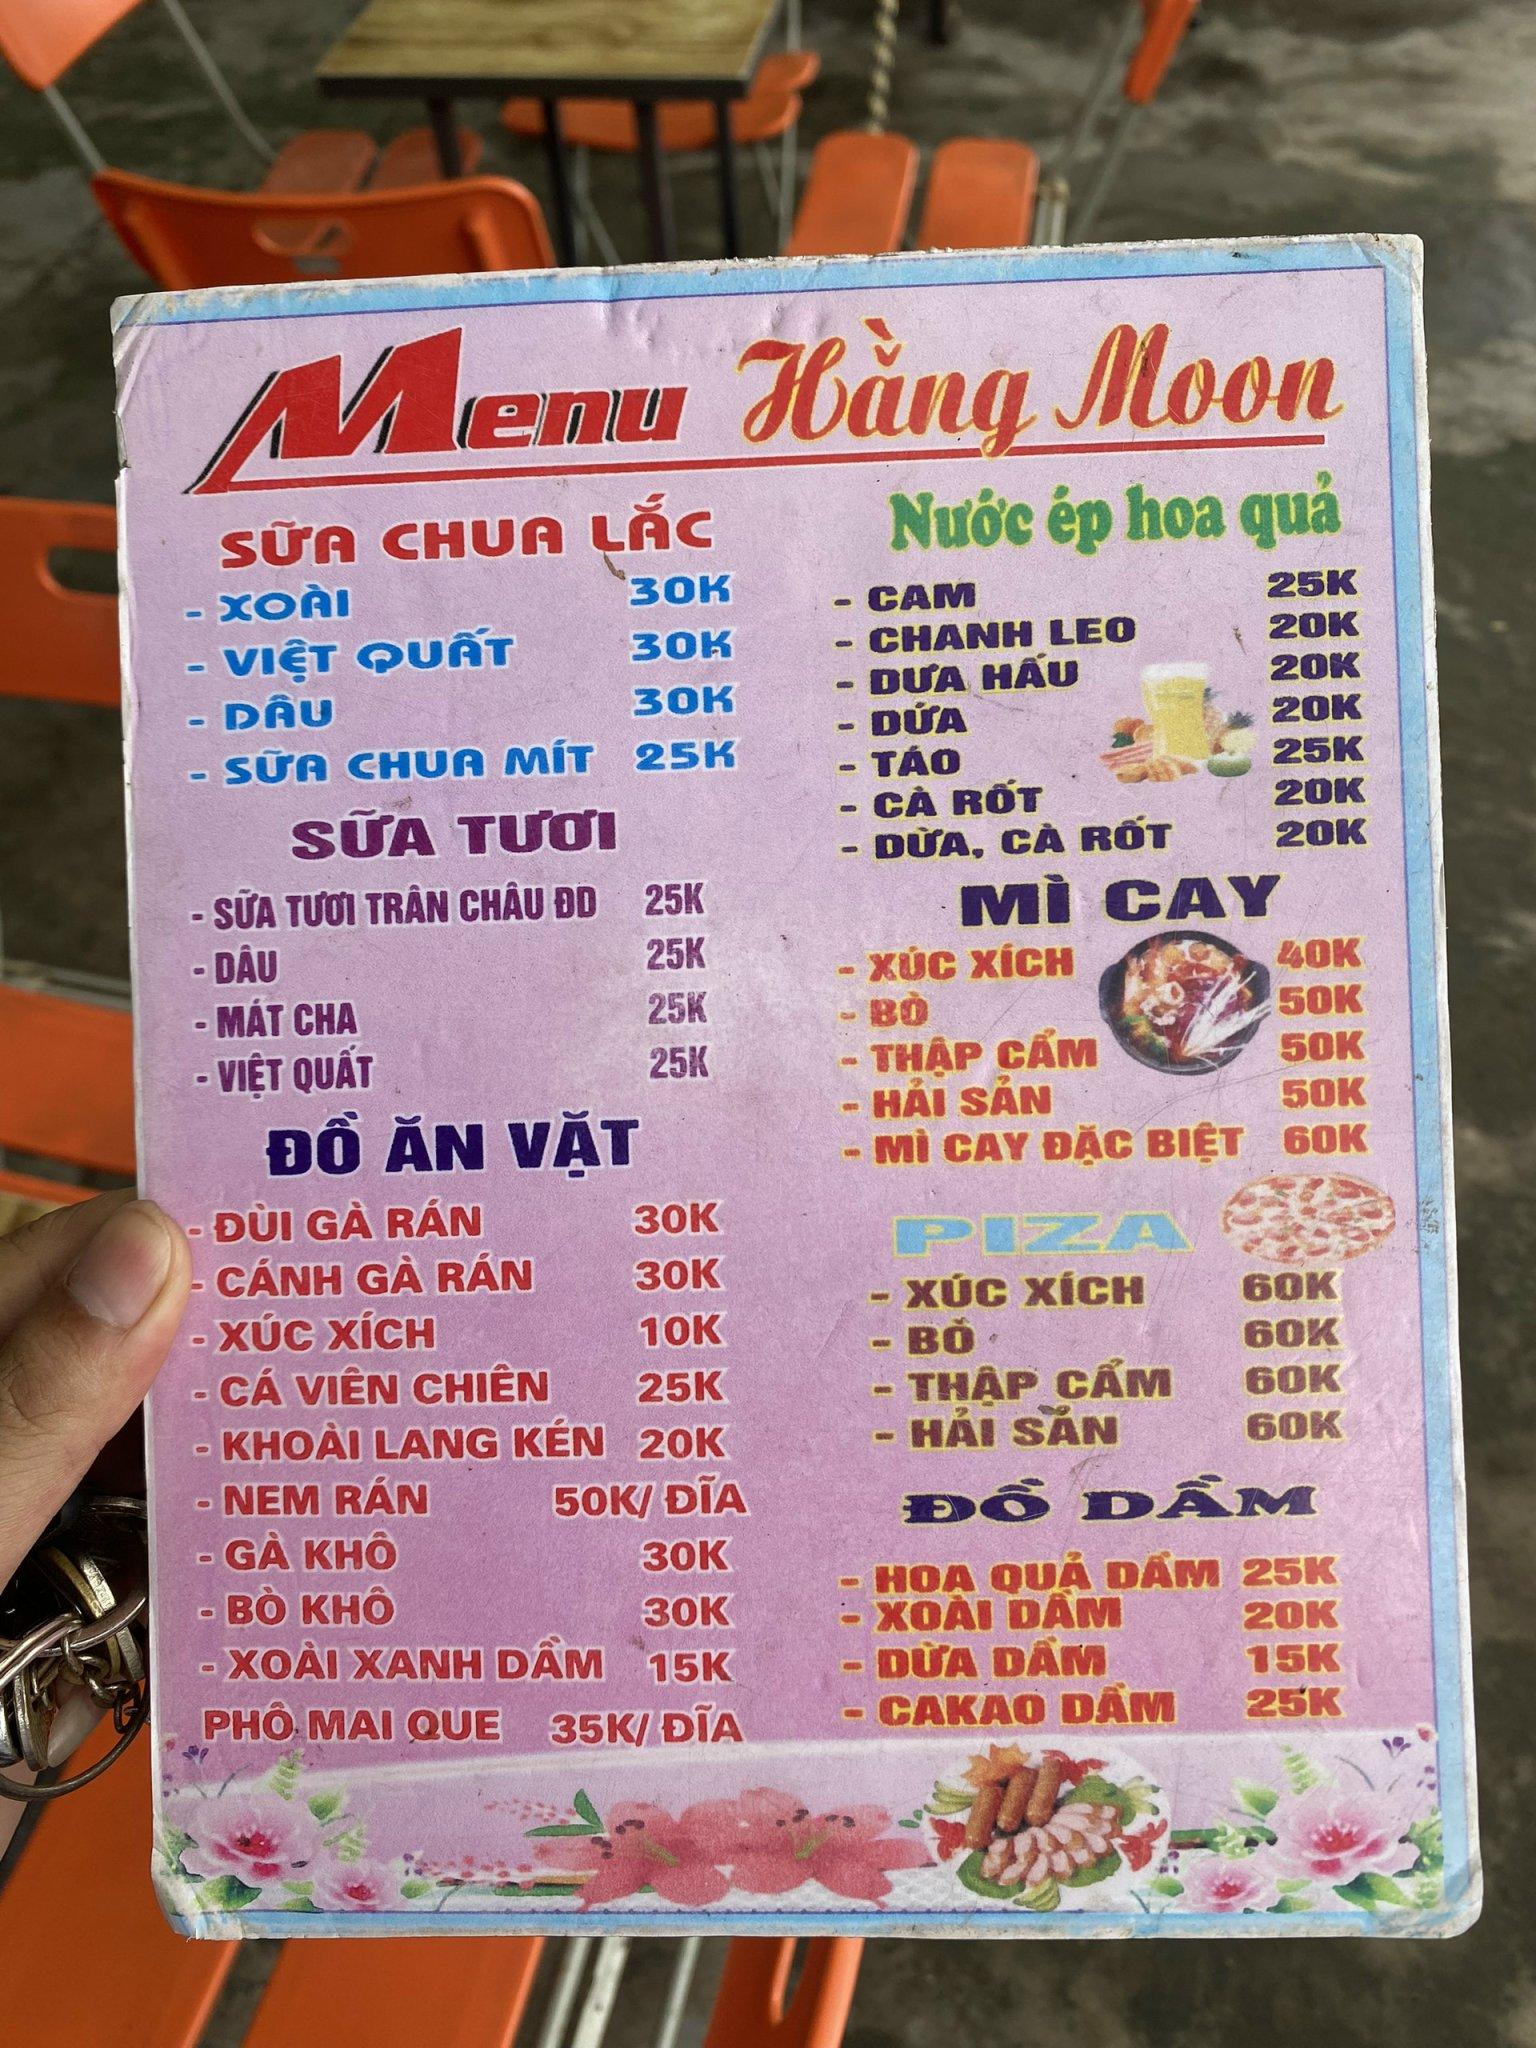 Menu Hằng Moon
SỮA CHUA LẮC
- XOÀI 30K
- VIỆT QUẤT 30K
- DÂU 30K
- SỮA CHUA MÍT 25K
SỮA TƯƠI
- SỮA TƯƠI TRÂN CHÂU ĐD 25K
- DÂU 25K
- MÁT CHA 25K
- VIỆT QUẤT 25K
ĐỒ ĂN VẶT
- ĐÙI GÀ RÁN 30K
- CÁNH GÀ RÁN 30K
- XÚC XÍCH 10K
- CÁ VIÊN CHIÊN 25K
- KHOÀI LANG KÉN 20K
- NEM RÁN 50K/ ĐĨA
- GÀ KHÔ 30K
- BÒ KHÔ 30K
- XOÀI XANH DẦM 15K
PHÔ MAI QUE 35K/ ĐĨA
Nước ép hoa quả
- CAM 25K
- CHANH LEO 20K
- DƯA HẤU 20K
- DỨA 20K
- TÁO 25K
- CÀ RỐT 20K
- DỪA, CÀ RỐT 20K
MÌ CAY
- XÚC XÍCH 40K
- BÒ 50K
- THẬP CẨM 50K
- HẢI SẢN 50K
- MÌ CAY ĐẶC BIỆT 60K
PIZA
- XÚC XÍCH 60K
- BÒ 60K
- THẬP CẨM 60K
- HẢI SẢN 60K
ĐỒ DẦM
- HOA QUẢ DẦM 25K
- XOÀI DẦM 20K
- DỪA DẦM 15K
- CAKAO DẦM 25K